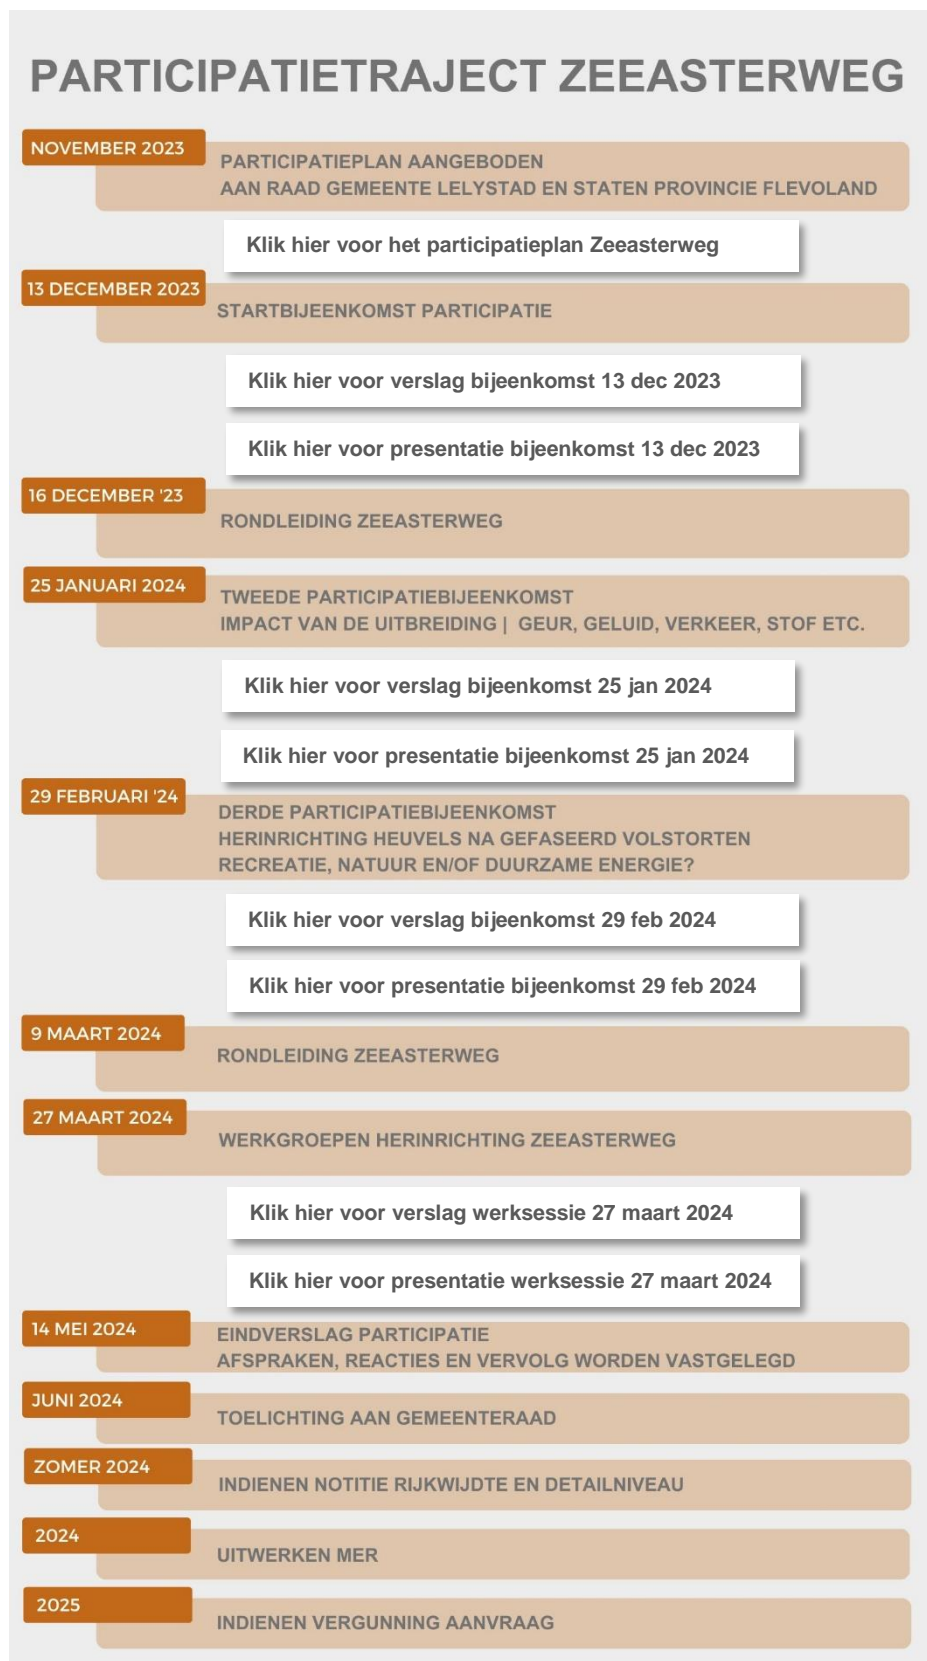 PARTICIPATIETRAJECT ZEEASTERWEG
NOVEMBER 2023
PARTICIPATIEPLAN AANGEBODEN
AAN RAAD GEMEENTE LELYSTAD EN STATEN PROVINCIE FLEVOLAND
Klik hier voor het participatieplan Zeeasterweg
13 DECEMBER 2023
STARTBIJEENKOMST PARTICIPATIE
Klik hier voor verslag bijeenkomst 13 dec 2023
Klik hier voor presentatie bijeenkomst 13 dec 2023
16 DECEMBER '23
RONDLEIDING ZEEASTERWEG
25 JANUARI 2024
TWEEDE PARTICIPATIEBIJEENKOMST
IMPACT VAN DE UITBREIDING | GEUR, GELUID, VERKEER, STOF ETC.
Klik hier voor verslag bijeenkomst 25 jan 2024
Klik hier voor presentatie bijeenkomst 25 jan 2024
29 FEBRUARI '24
DERDE PARTICIPATIEBIJEENKOMST
HERINRICHTING HEUVELS NA GEFASEERD VOLSTORTEN
RECREATIE, NATUUR EN/OF DUURZAME ENERGIE?
Klik hier voor verslag bijeenkomst 29 feb 2024
Klik hier voor presentatie bijeenkomst 29 feb 2024
9 MAART 2024
RONDLEIDING ZEEASTERWEG
27 MAART 2024
WERKGROEPEN HERINRICHTING ZEEASTERWEG
Klik hier voor verslag werksessie 27 maart 2024
Klik hier voor presentatie werksessie 27 maart 2024
14 MEI 2024
EINDVERSLAG PARTICIPATIE
AFSPRAKEN, REACTIES EN VERVOLG WORDEN VASTGELEGD
JUNI 2024
TOELICHTING AAN GEMEENTERAAD
ZOMER 2024
INDIENEN NOTITIE RIJKWIJDTE EN DETAILNIVEAU
2024
UITWERKEN MER
2025
INDIENEN VERGUNNING AANVRAAG